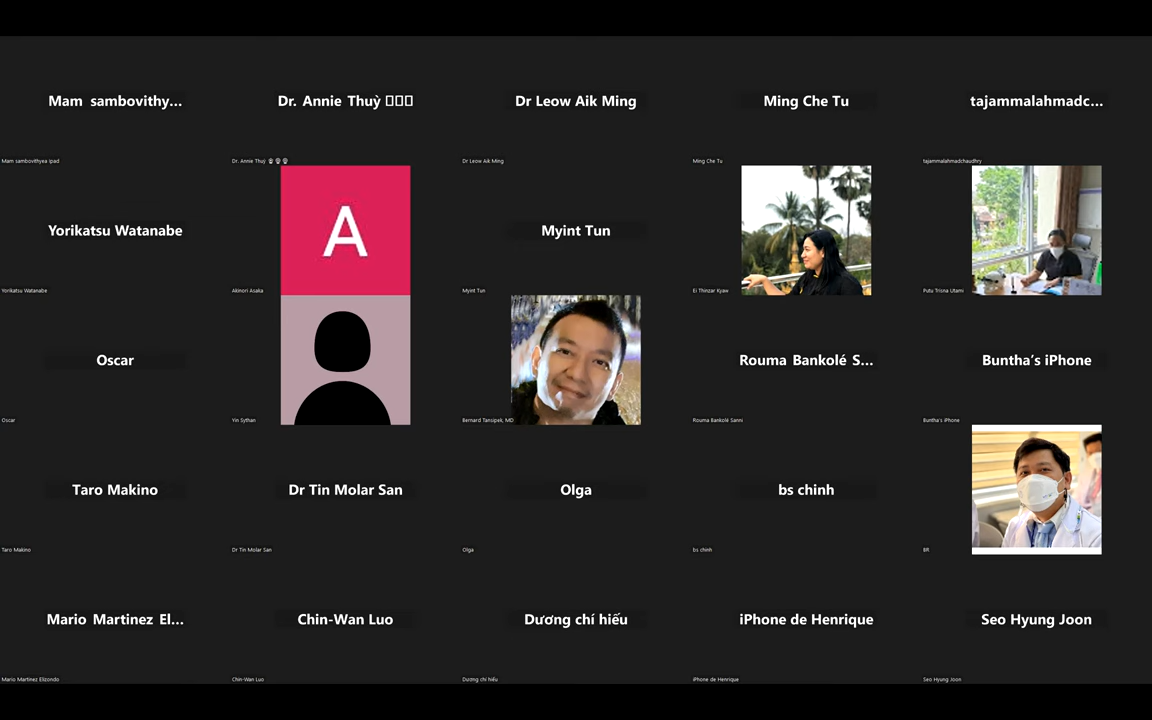 Mam sambovithy...
Dr. Annie Thuỳ
Dr Leow Aik Ming
Ming Che Tu
tajammalahmadc...
Mam sambovithyea ipad
Dr. Annie Thuỳ
Dr Leow Aik Ming
Ming Che Tu
tajammalahmadchaudhry
Yorikatsu Watanabe
A
Myint Tun
Yorikatsu Watanabe
Akinori Asaka
Myint Tun
Ei Thinzar Kyaw
Putu Trisna Utami
Oscar
Rouma Bankolé S...
Buntha's iPhone
Oscar
Yin Sythan
Bernard Tansipek, MD
Rouma Bankolé Sanni
Buntha's iPhone
Taro Makino
Dr Tin Molar San
Olga
bs chinh
Taro Makino
Dr Tin Molar San
Olga
bs chinh
BR
Mario Martinez El...
Chin-Wan Luo
Dương chí hiếu
iPhone de Henrique
Seo Hyung Joon
Mario Martinez Elizondo
Chin-Wan Luo
Dương chí hiếu
iPhone de Henrique
Seo Hyung Joon